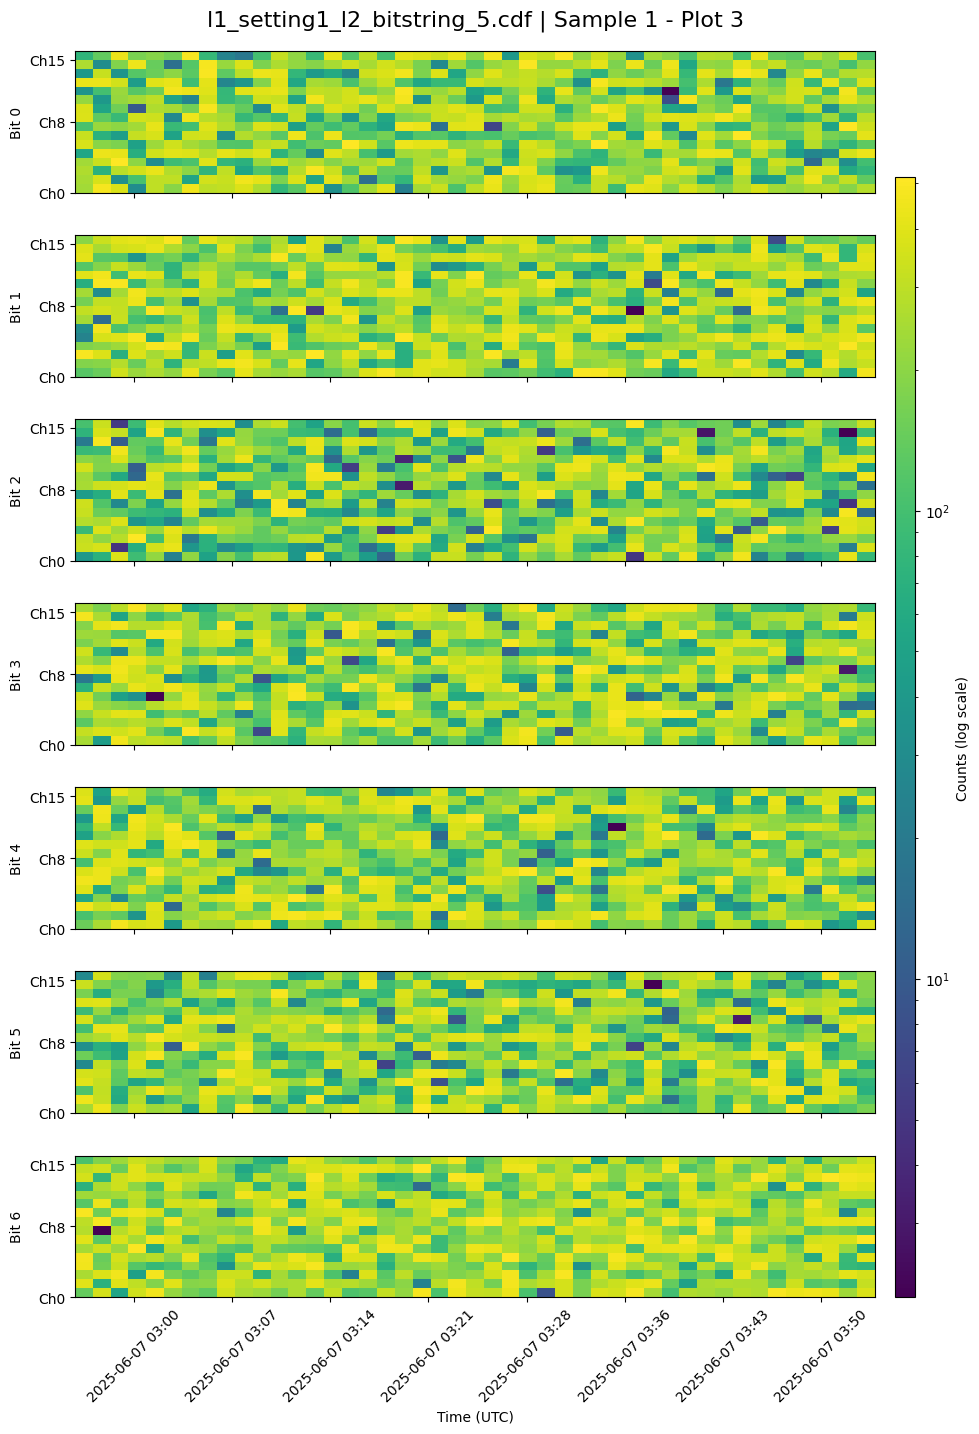 l1_setting1_l2_bitstring_5.cdf | Sample 1 - Plot 3
Ch15
Bit 0
Ch8
Ch0
Ch15
Bit 1
Ch8
Ch0
Ch15
Bit 2
Ch8
Ch0
Ch15
Bit 3
Ch8
Ch0
Ch15
Bit 4
Ch8
Ch0
Ch15
Bit 5
Ch8
Ch0
Ch15
Bit 6
Ch8
Ch0
2025-06-07 03:00
2025-06-07 03:07
2025-06-07 03:14
2025-06-07 03:21
2025-06-07 03:28
2025-06-07 03:36
2025-06-07 03:43
2025-06-07 03:50
Time (UTC)
10²
10¹
Counts (log scale)